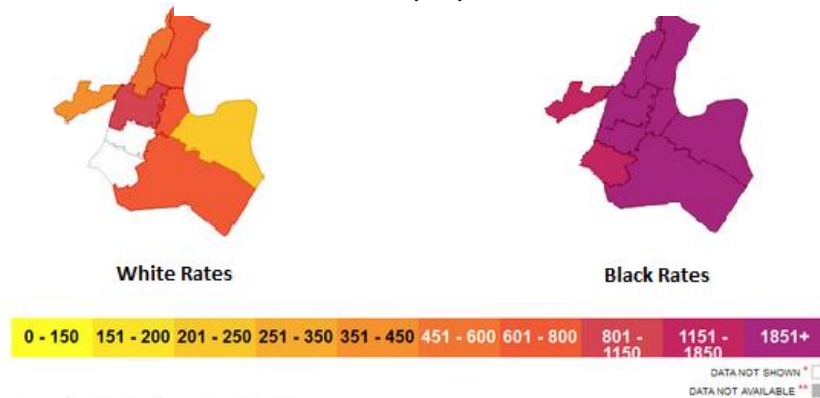 White Rates
Black Rates
0 - 150 151 - 200 201 - 250 251 - 350 351 - 450 451 - 600 601 - 800 801 - 1150 1151 - 1850 1851+
DATA NOT SHOWN *
DATA NOT AVAILABLE **